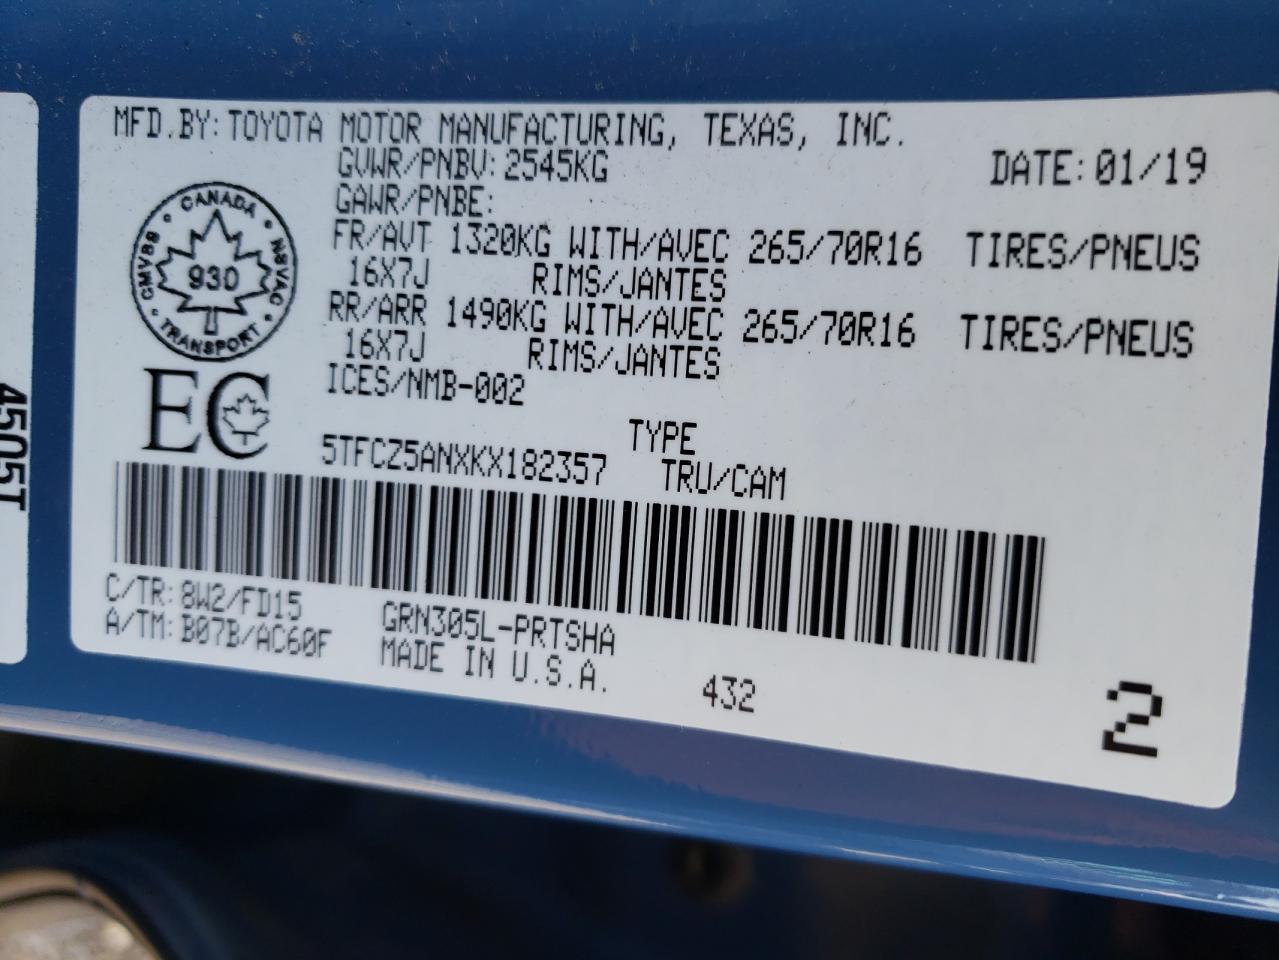 MFD.BY: TOYOTA MOTOR MANUFACTURING, TEXAS, INC.
GVWR/PNBV: 2545KG
DATE: 01/19
GAWR/PNBE:
FR/AVT 1320KG WITH/AVEC 265/70R16 TIRES/PNEUS
16X7J RIMS/JANTES
RR/ARR 1490KG WITH/AVEC 265/70R16 TIRES/PNEUS
16X7J RIMS/JANTES
ICES/NMB-002
CANADA
CMVSS
NSVAC
930
TRANSPORT
EC
TYPE
5TFCZ5ANXKX182357 TRU/CAM
C/TR: 8W2/FD15
A/TM: B07B/AC60F
GRN305L-PRTSHA
MADE IN U.S.A.
432
2
4505T